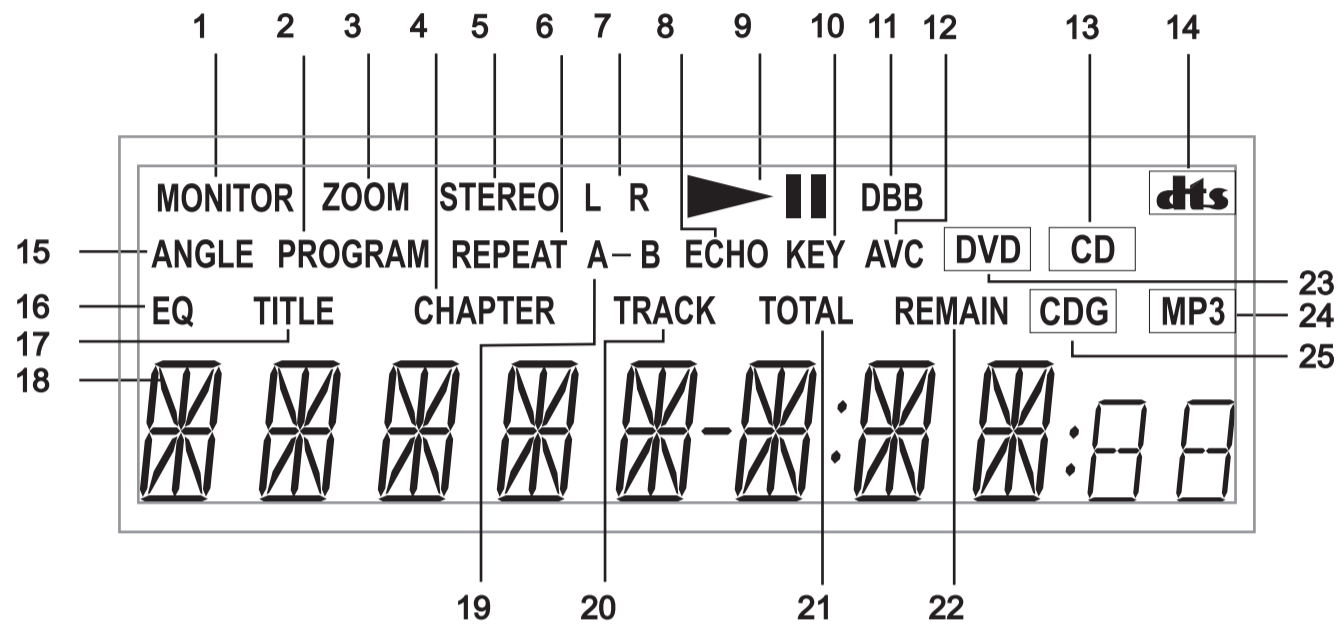 1 2 3 4 5 6 7 8 9 10 11 12 13 14
MONITOR ZOOM STEREO L R DBB dts
15 ANGLE PROGRAM REPEAT A–B ECHO KEY AVC DVD CD
23
16 EQ TITLE CHAPTER TRACK TOTAL REMAIN CDG MP3 24
17 25
18
19 20 21 22